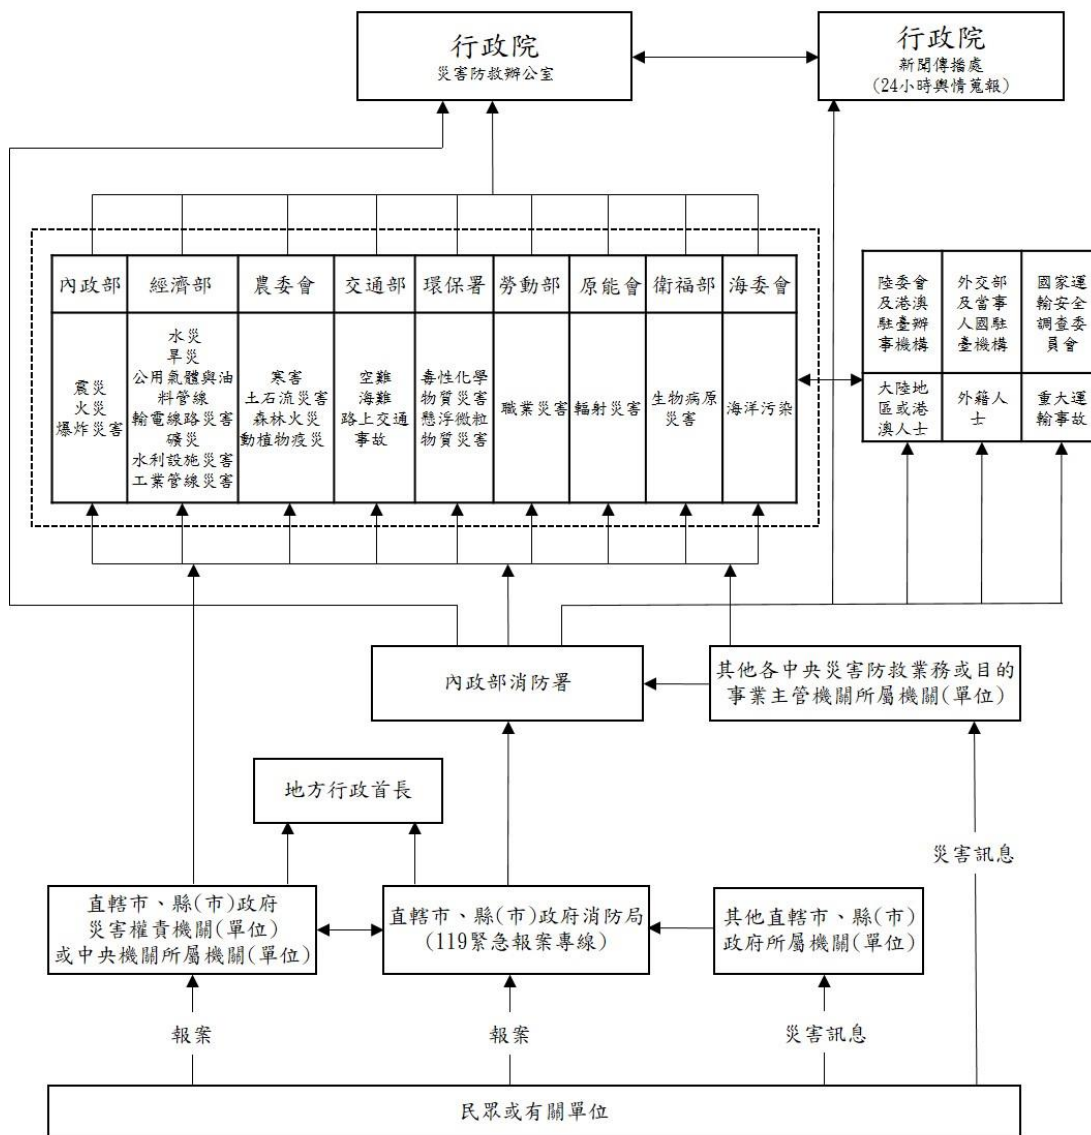 行政院
災害防救辦公室
行政院
新聞傳播處
(24小時輿情蒐報)
內政部
經濟部
農委會
交通部
環保署
勞動部
原能會
衛福部
海委會
震災
火災
爆炸災害
水災
旱災
公用氣體與油
料管線
輸電線路災害
礦災
水利設施災害
工業管線災害
寒害
土石流災害
森林火災
動植物疫災
空難
海難
路上交通
事故
毒性化學
物質災害
懸浮微粒
物質災害
職業災害
輻射災害
生物病原
災害
海洋污染
陸委會
及港澳
駐臺辦
事機構
外交部
及當事
人國駐
臺機構
國家運
輸安全
調查委
員會
大陸地
區或港
澳人士
外籍人
士
重大運
輸事故
內政部消防署
其他各中央災害防救業務或目的
事業主管機關所屬機關(單位)
地方行政首長
災害訊息
直轄市、縣(市)政府
災害權責機關(單位)
或中央機關所屬機關(單位)
直轄市、縣(市)政府消防局
(119緊急報案專線)
其他直轄市、縣(市)
政府所屬機關(單位)
報案
報案
災害訊息
民眾或有關單位